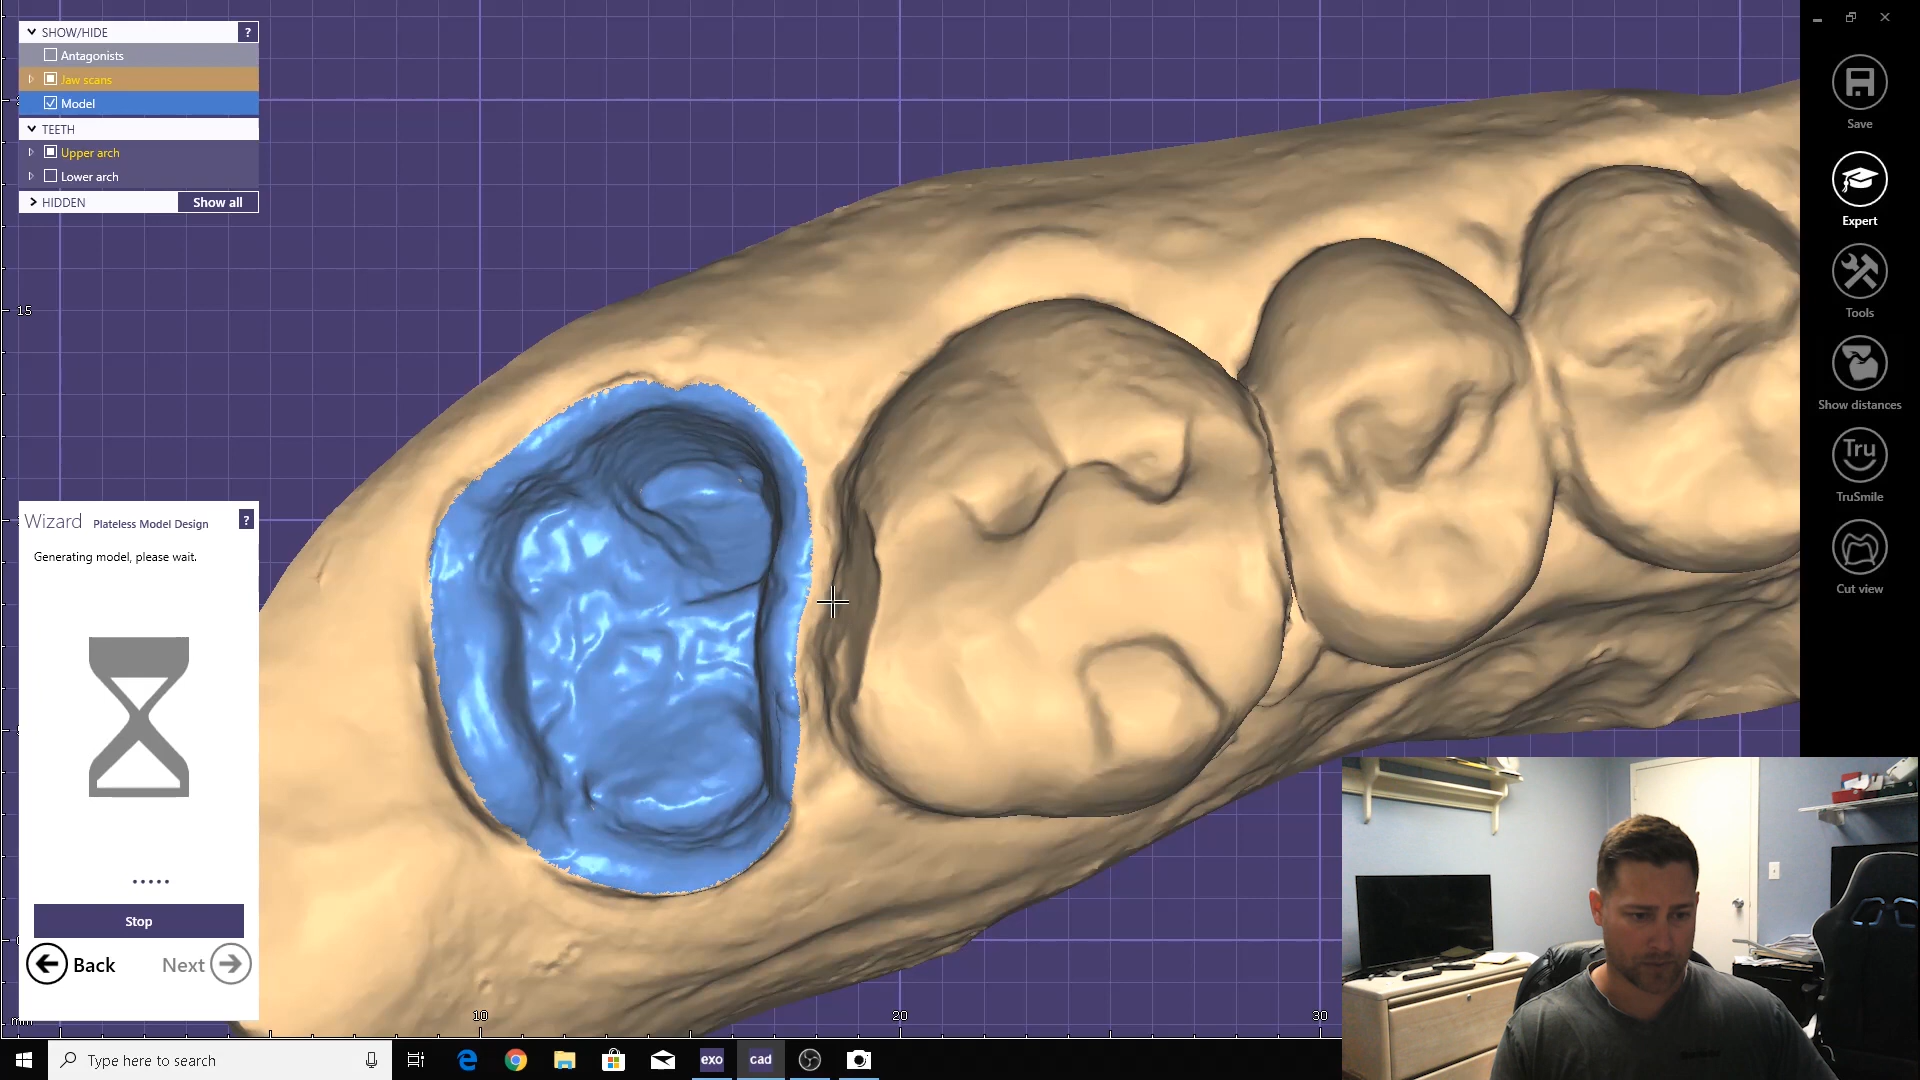 SHOW/HIDE ?
Antagonists
Jaw scans
Model
TEETH
Upper arch
Lower arch
HIDDEN Show all
15
Wizard Plateless Model Design ?
Generating model, please wait.
.....
Stop
Back Next
10 20 30
Save
Expert
Tools
Show distances
Tru
TruSmile
Cut view
Type here to search
exo cad